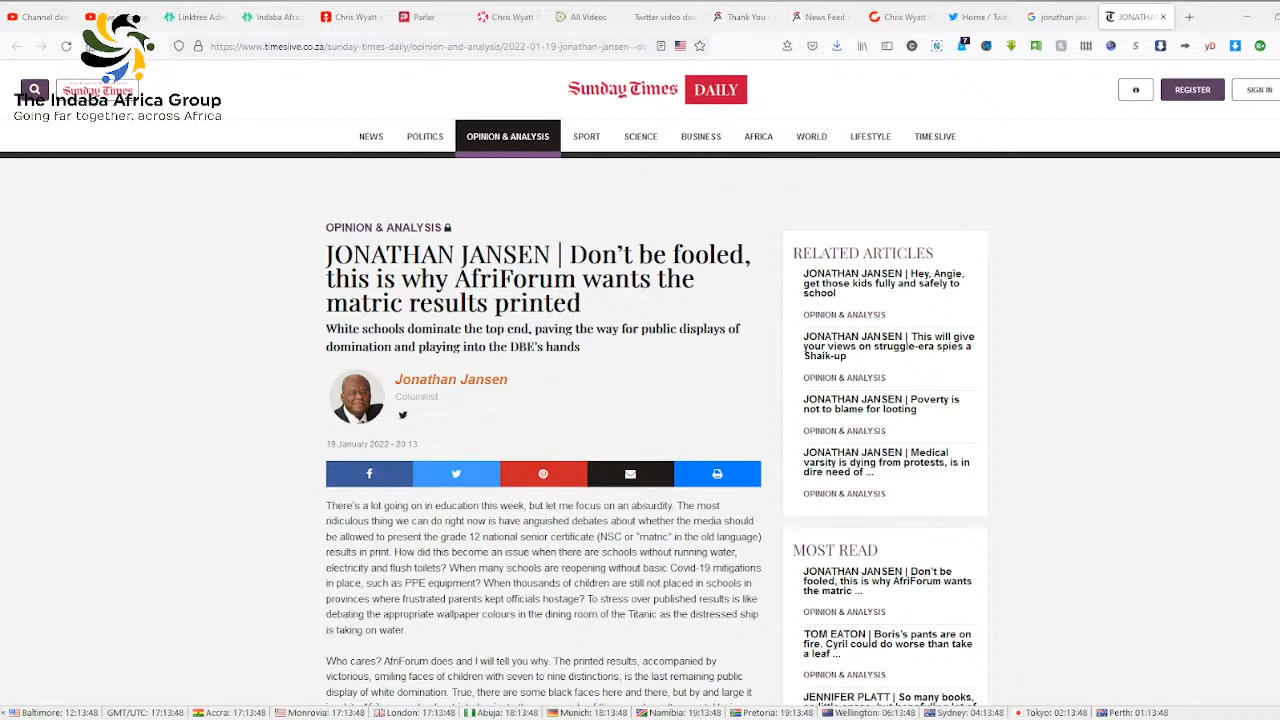 Channel das
Linktree Adm
Indaba Afric
Chris Wyatt
Parler
Chris Wyatt
All Videos
Twitter video dow
Thank You -
News Feed -
Chris Wyatt
Home / Twit
jonathan jan
JONATHA
https://www.timeslive.co.za/sunday-times-daily/opinion-and-analysis/2022-01-19-jonathan-jansen--do
7
The Indaba Africa Group
Going far together, across Africa
Sunday Times DAILY
REGISTER
SIGN IN
NEWS
POLITICS
OPINION & ANALYSIS
SPORT
SCIENCE
BUSINESS
AFRICA
WORLD
LIFESTYLE
TIMESLIVE
OPINION & ANALYSIS
JONATHAN JANSEN | Don’t be fooled,
this is why AfriForum wants the
matric results printed
White schools dominate the top end, paving the way for public displays of
domination and playing into the DBE’s hands
Jonathan Jansen
Columnist
19 January 2022 - 20:13
There’s a lot going on in education this week, but let me focus on an absurdity. The most
ridiculous thing we can do right now is have anguished debates about whether the media should
be allowed to present the grade 12 national senior certificate (NSC or “matric” in the old language)
results in print. How did this become an issue when there are schools without running water,
electricity and flush toilets? When many schools are reopening without basic Covid-19 mitigations
in place, such as PPE equipment? When thousands of children are still not placed in schools in
provinces where frustrated parents kept officials hostage? To stress over published results is like
debating the appropriate wallpaper colours in the dining room of the Titanic as the distressed ship
is taking on water.
Who cares? AfriForum does and I will tell you why. The printed results, accompanied by
victorious, smiling faces of children with seven to nine distinctions, is the last remaining public
display of white domination. True, there are some black faces here and there, but by and large it
RELATED ARTICLES
JONATHAN JANSEN | Hey, Angie,
get those kids fully and safely to
school
OPINION & ANALYSIS
JONATHAN JANSEN | This will give
your views on struggle-era spies a
Shaik-up
OPINION & ANALYSIS
JONATHAN JANSEN | Poverty is
not to blame for looting
OPINION & ANALYSIS
JONATHAN JANSEN | Medical
varsity is dying from protests, is in
dire need of ...
OPINION & ANALYSIS
MOST READ
JONATHAN JANSEN | Don’t be
fooled, this is why AfriForum wants
the matric ...
OPINION & ANALYSIS
TOM EATON | Boris’s pants are on
fire. Cyril could do worse than take
a leaf ...
OPINION & ANALYSIS
JENNIFER PLATT | So many books,
Baltimore: 12:13:48
GMT/UTC: 17:13:48
Accra: 17:13:48
Monrovia: 17:13:48
London: 17:13:48
Abuja: 18:13:48
Munich: 18:13:48
Namibia: 19:13:48
Pretoria: 19:13:48
Wellington: 06:13:48
Sydney: 04:13:48
Tokyo: 02:13:48
Perth: 01:13:48